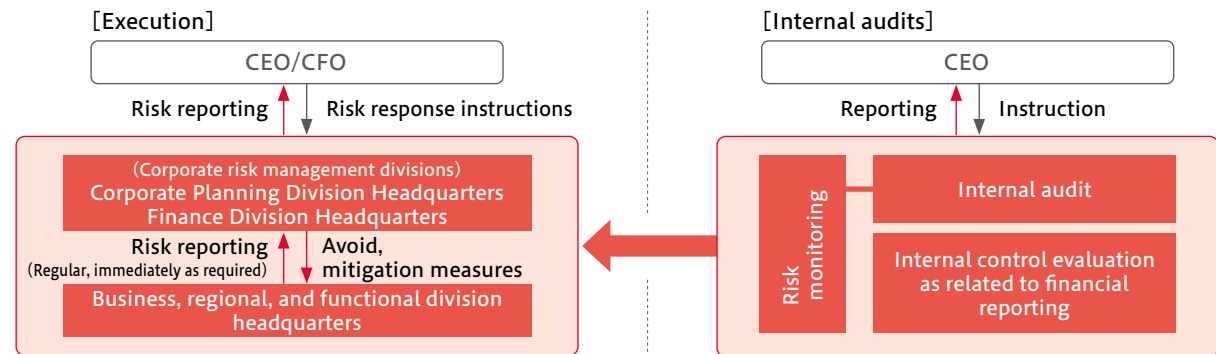 [Execution]
CEO/CFO
Risk reporting
Risk response instructions
(Corporate risk management divisions)
Corporate Planning Division Headquarters
Finance Division Headquarters
Risk reporting
(Regular, immediately as required)
Avoid,
mitigation measures
Business, regional, and functional division
headquarters
[Internal audits]
CEO
Reporting
Instruction
Risk
monitoring
Internal audit
Internal control evaluation
as related to financial
reporting